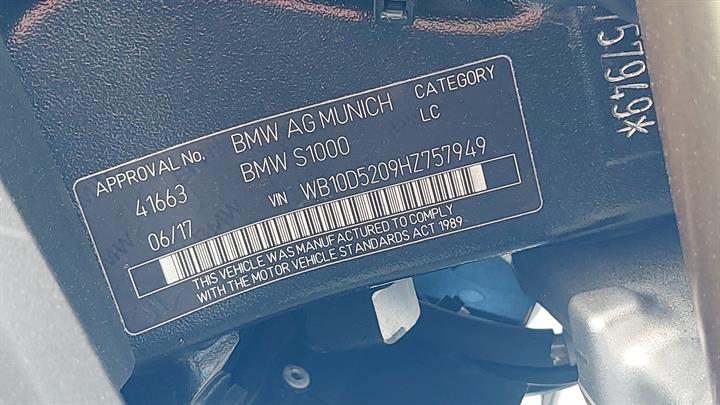 APPROVAL No. BMW AG MUNICH CATEGORY
41663 BMW S1000 LC
06/17 VIN WB10D5209HZ757949
THIS VEHICLE WAS MANUFACTURED TO COMPLY
WITH THE MOTOR VEHICLE STANDARDS ACT 1989
757949*